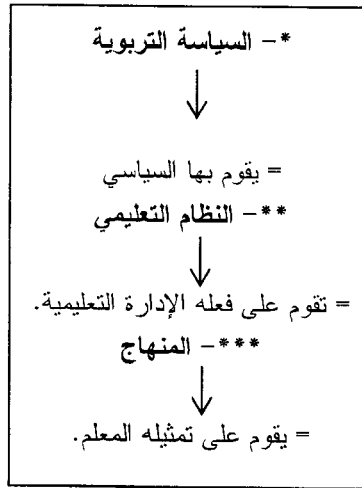 *- السياسة التربوية
= يقوم بها السياسي
**- النظام التعليمي
= تقوم على فعله الإدارة التعليمية.
***- المنهاج
= يقوم على تمثيله المعلم.